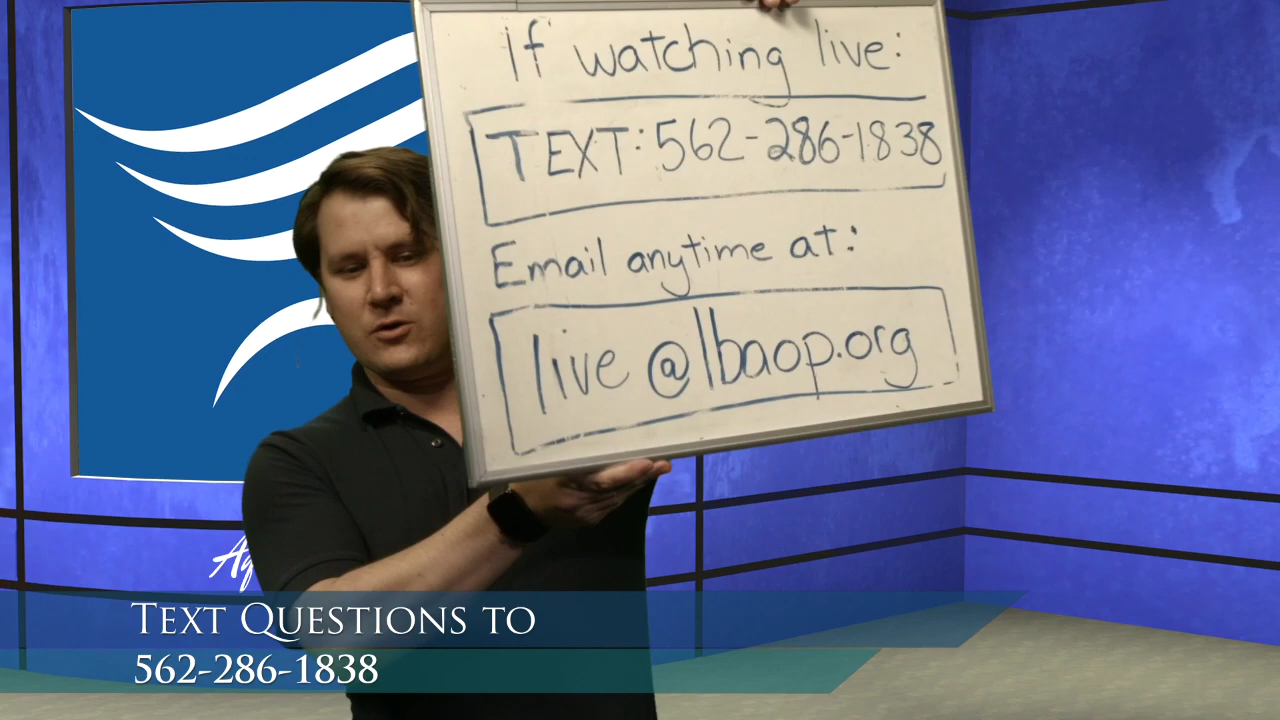 If watching live:
TEXT: 562-286-1838
Email anytime at:
live@lbaop.org
Aq
TEXT QUESTIONS TO
562-286-1838